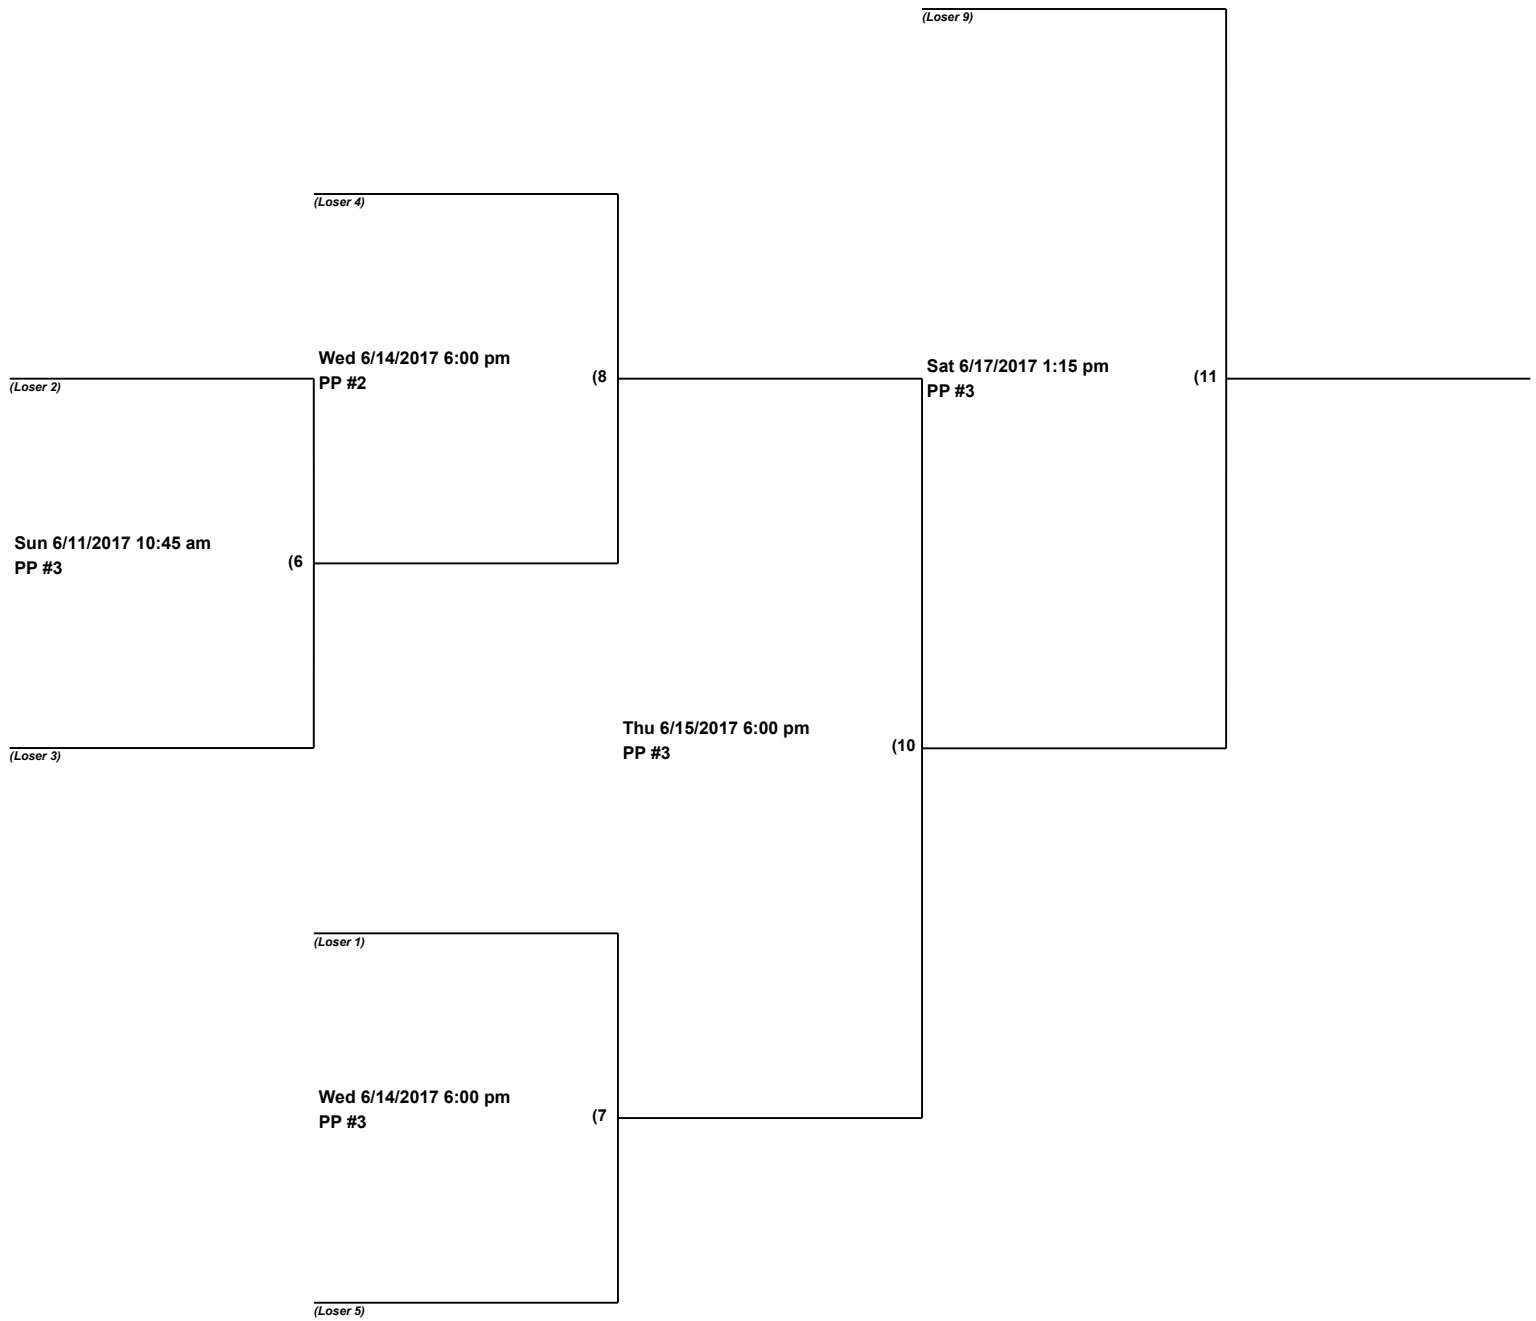 (Loser 9)
(Loser 4)
Wed 6/14/2017 6:00 pm
PP #2
(8
Sat 6/17/2017 1:15 pm
PP #3
(11
(Loser 2)
Sun 6/11/2017 10:45 am
PP #3
(6
Thu 6/15/2017 6:00 pm
PP #3
(10
(Loser 3)
(Loser 1)
Wed 6/14/2017 6:00 pm
PP #3
(7
(Loser 5)